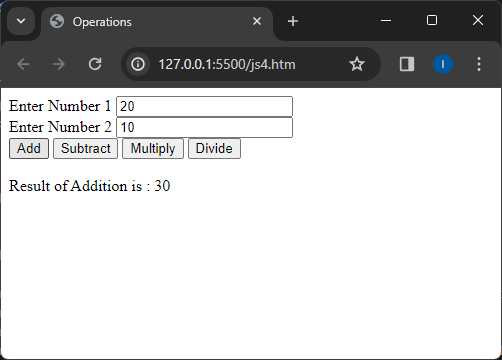 Operations
127.0.0.1:5500/js4.htm
I
Enter Number 1 20
Enter Number 2 10
Add Subtract Multiply Divide
Result of Addition is : 30